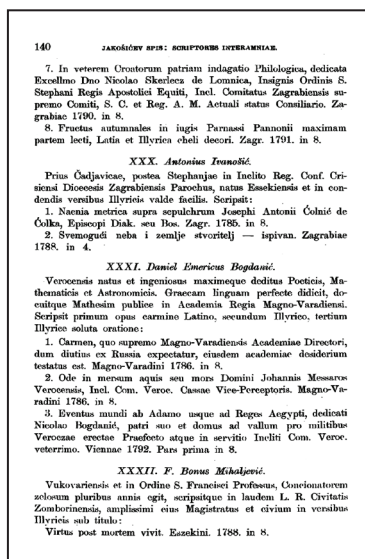 140 JAKOŠIĆEV SPIS: SCRIPTORES INTERAMNIAE.
7. In veterem Croatorum patriam indagatio Philologica, dedicata
Excellmo Dno Nicolao Skerlecz de Lomnica, Insignis Ordinis S.
Stephani Regis Apostolici Equiti, Incl. Comitatus Zagrabiensis su-
premo Comiti, S. C. et Reg. A. M. Actuali status Consiliario. Za-
grabiae 1790. in 8.
8. Fructus autumnales in iugis Parnassi Pannonii maximam
partem lecti, Latia et Illyrica cheli decori. Zagr. 1791. in 8.
XXX. Antonius Ivanošić.
Prius Čadjavicae, postea Stephanjae in Inclito Reg. Conf. Cri-
siensi Dioecesis Zagrabiensis Parochus, natus Essekiensis et in con-
dendis versibus Illyricis valde facilis. Scripsit:
1. Naenia metrica supra sepulchrum Josephi Antonii Čolnić de
Čolka, Episcopi Diak. seu Bos. Zagr. 1785. in 8.
2. Svemogući neba i zemlje stvoritelj — ispivan. Zagrabiae
1788. in 4.
XXXI. Daniel Emericus Bogdanić.
Verocensis natus et ingeniosus maximeque deditus Poeticis, Ma-
thematicis et Astronomicis. Graecam linguam perfecte didicit, do-
cuitque Mathesim publice in Academia Regia Magno-Varadiensi.
Scripsit primum opus carmine Latino, secundum Illyrico, tertium
Illyrice soluta oratione:
1. Carmen, quo supremo Magno-Varadiensis Academiae Directori,
dum diutius ex Russia expectatur, eiusdem academiae desiderium
testatus est. Magno-Varadini 1786. in 8.
2. Ode in mensum aquis seu mors Domini Johannis Messaros
Verocensis, Incl. Com. Veroc. Cassae Vice-Perceptoris. Magno-Va-
radini 1786. in 8.
3. Eventus mundi ab Adamo usque ad Reges Aegypti, dedicati
Nicolao Bogdanić, patri suo et domus ad vallum pro militibus
Veroczae erectae Praefecto atque in servitio Incliti Com. Veroc.
veterrimo. Viennae 1792. Pars prima in 8.
XXXII. F. Bonus Mihaljević.
Vukovariensis et in Ordine S. Francisci Professus, Concionatorem
zelosum pluribus annis egit, scripsitque in laudem L. R. Civitatis
Zomborinensis, amplissimi eius Magistratus et civium in versibus
Illyricis sub titulo:
Virtus post mortem vivit. Eszekini. 1788. in 8.